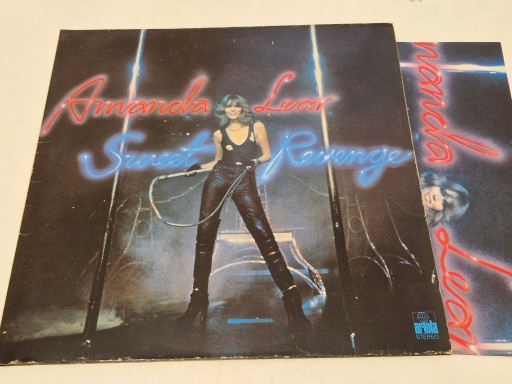 Amanda Lear
Sweet Revenge
ariola
STEREO
manda
Lear